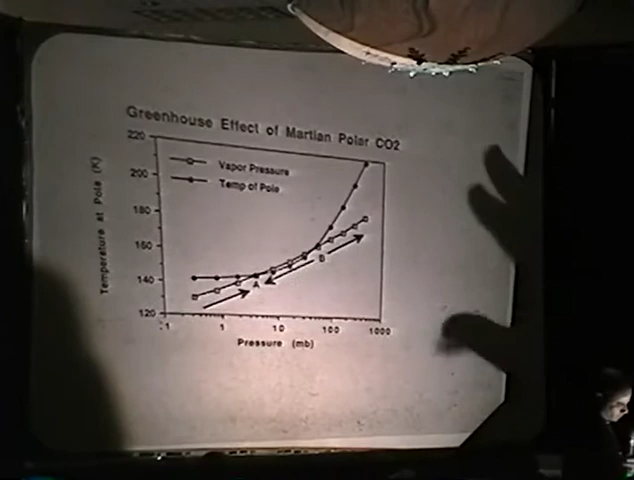 Greenhouse Effect of Martian Polar CO2
220
200
180
160
140
120
Temperature at Pole (K)
Vapor Pressure
Temp of Pole
A
B
.1
1
10
100
1000
Pressure (mb)